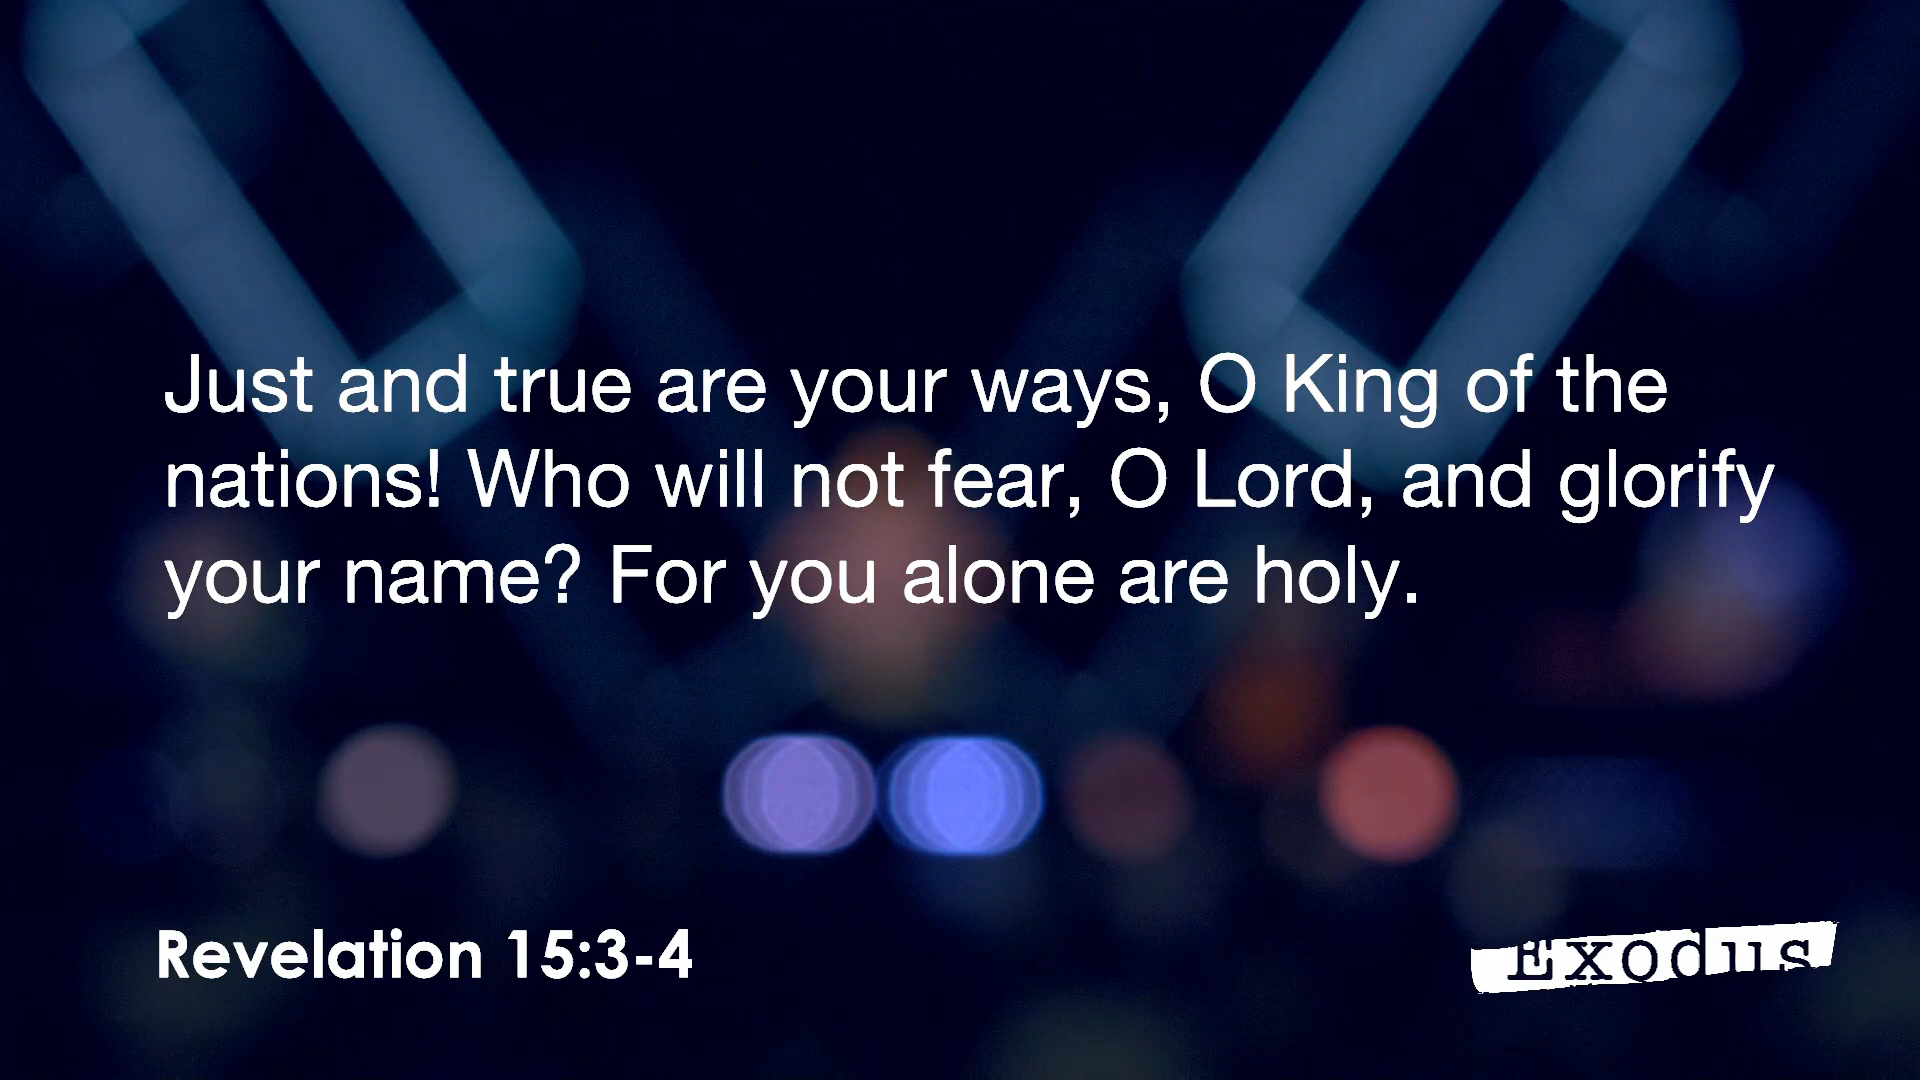 Just and true are your ways, O King of the
nations! Who will not fear, O Lord, and glorify
your name? For you alone are holy.
Revelation 15:3-4
Exodus